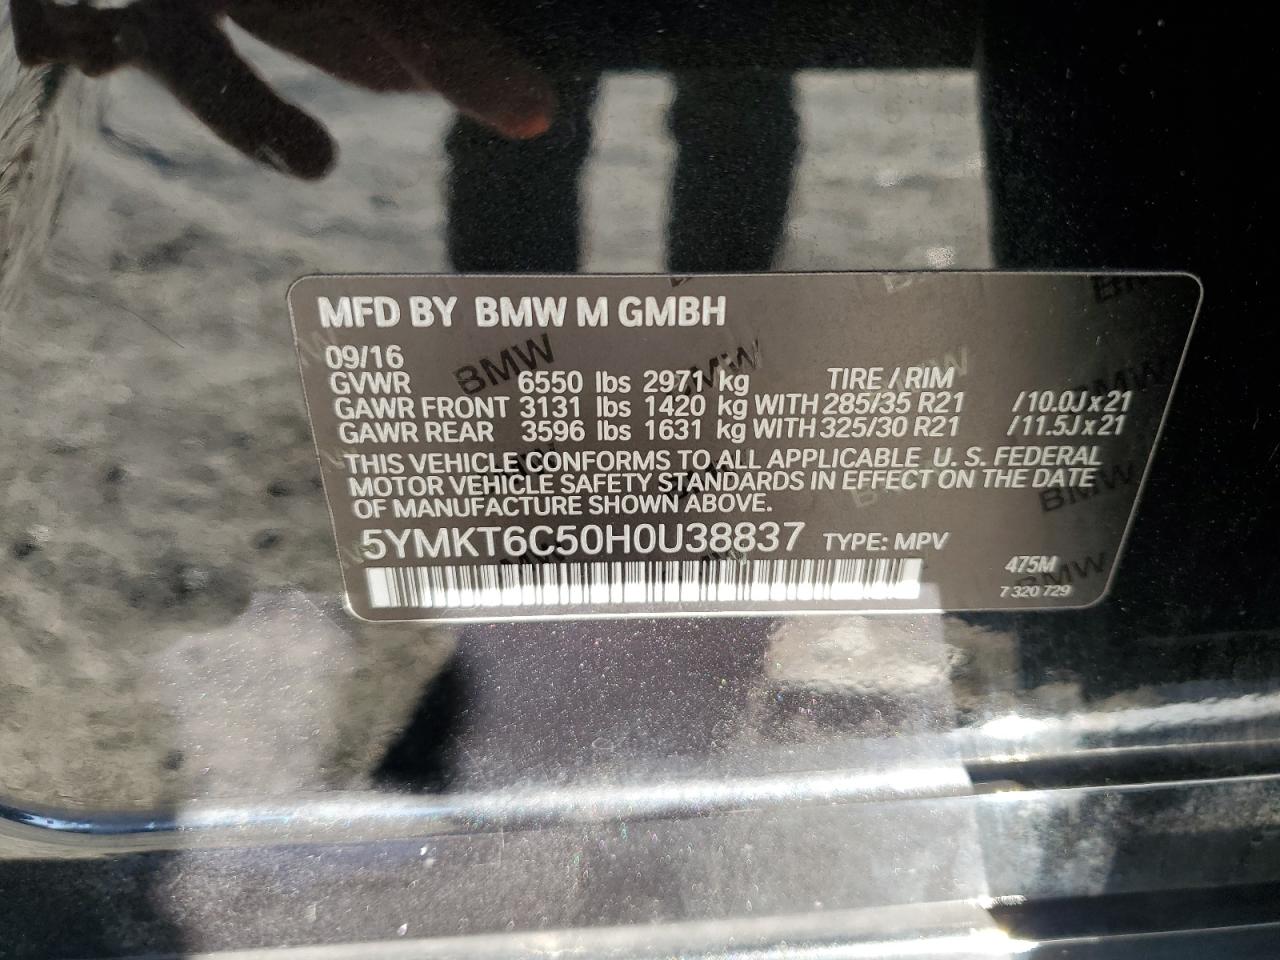 MFD BY BMW M GMBH
09/16
GVWR 6550 lbs 2971 kg TIRE / RIM
GAWR FRONT 3131 lbs 1420 kg WITH 285/35 R21 /10.0J x 21
GAWR REAR 3596 lbs 1631 kg WITH 325/30 R21 /11.5J x 21
THIS VEHICLE CONFORMS TO ALL APPLICABLE U. S. FEDERAL
MOTOR VEHICLE SAFETY STANDARDS IN EFFECT ON THE DATE
OF MANUFACTURE SHOWN ABOVE.
5YMKT6C50H0U38837 TYPE: MPV
475M
7 320 729